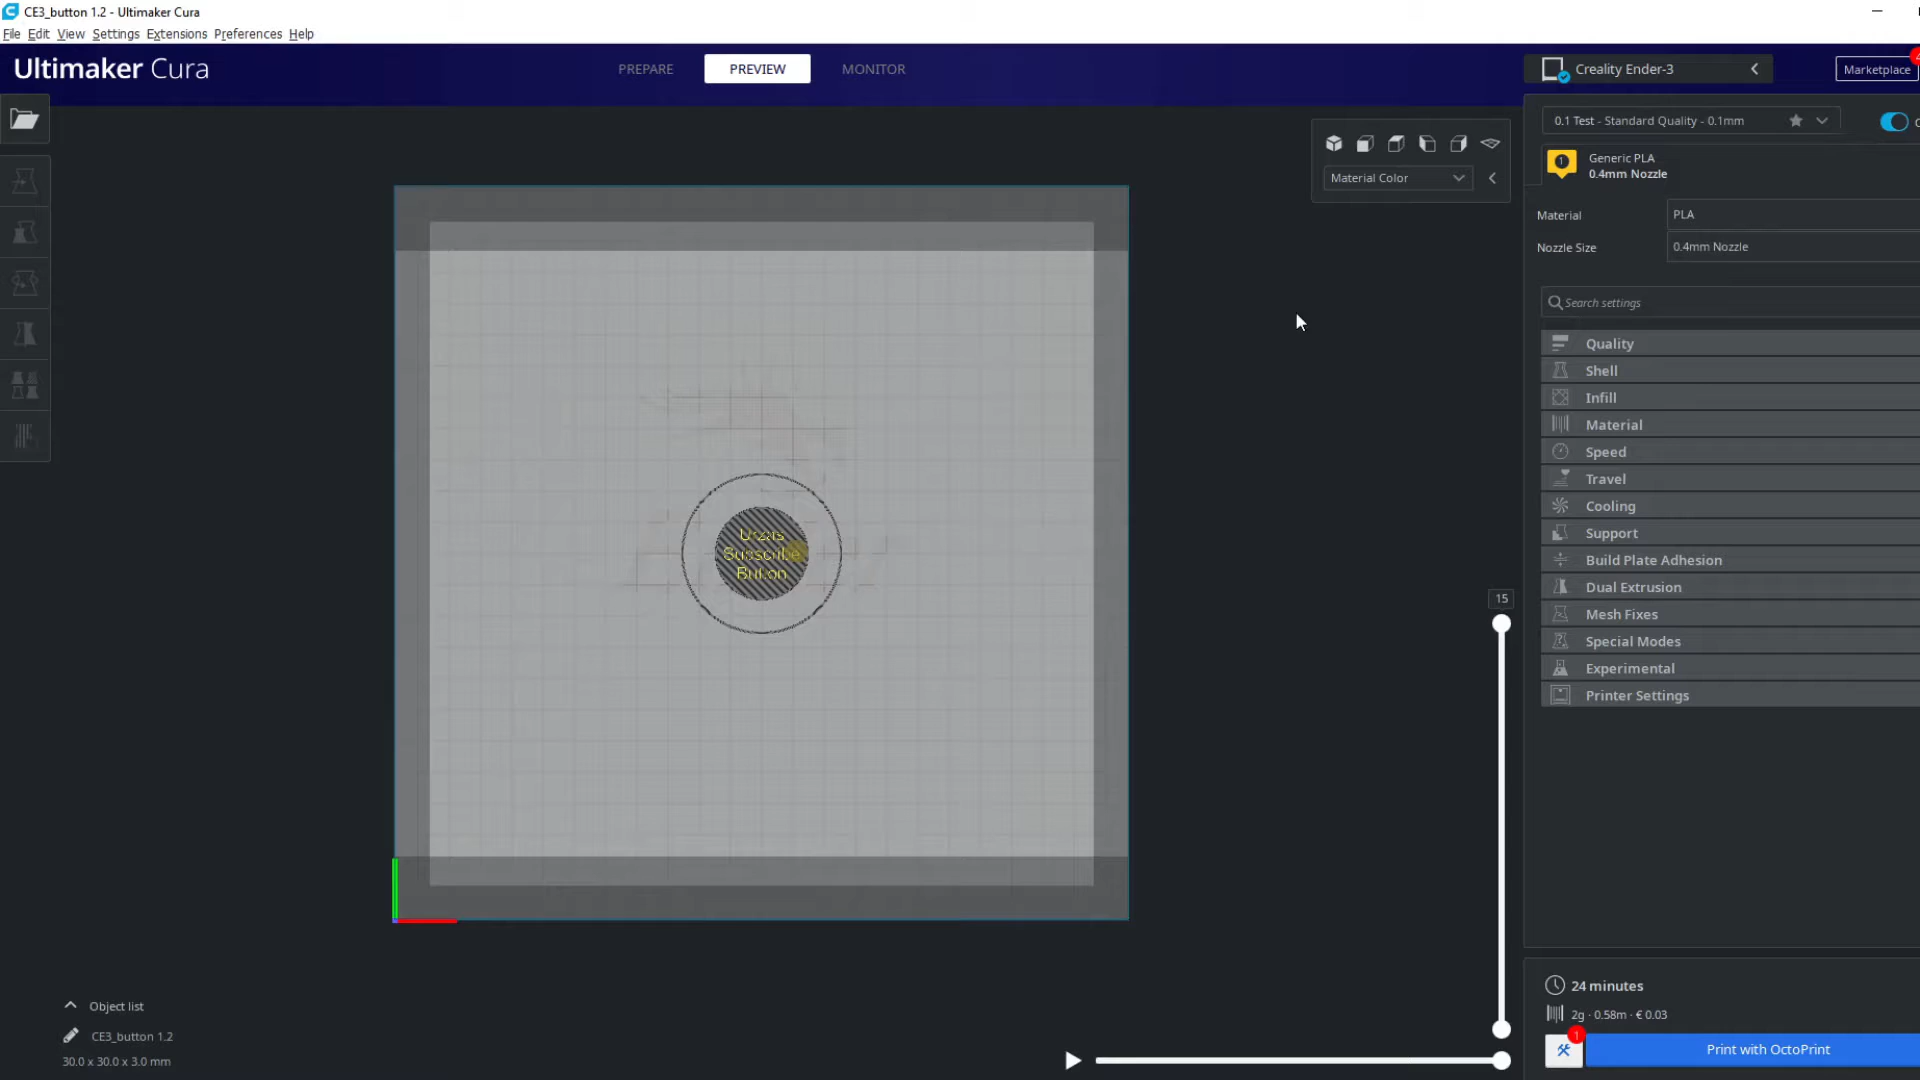 CE3_button 1.2 - Ultimaker Cura
File Edit View Settings Extensions Preferences Help
Ultimaker Cura
PREPARE
PREVIEW
MONITOR
Creality Ender-3
Marketplace
0.1 Test - Standard Quality - 0.1mm
Material Color
1
Generic PLA
0.4mm Nozzle
Material
PLA
Nozzle Size
0.4mm Nozzle
Search settings
Quality
Shell
Infill
Material
Speed
Travel
Cooling
Support
Build Plate Adhesion
Dual Extrusion
Mesh Fixes
Special Modes
Experimental
Printer Settings
Subscribe
Button
15
24 minutes
2g · 0.58m · € 0.03
1
Print with OctoPrint
Object list
CE3_button 1.2
30.0 x 30.0 x 3.0 mm